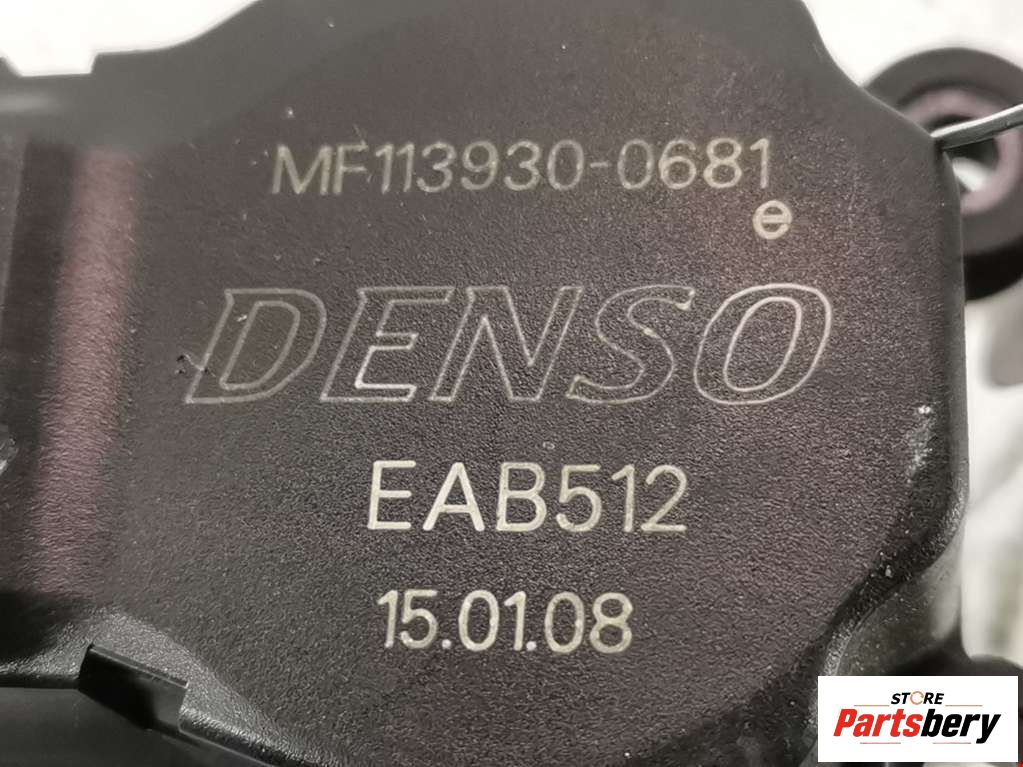 MF113930-0681
e
DENSO
EAB512
15.01.08
STORE
Partsbery